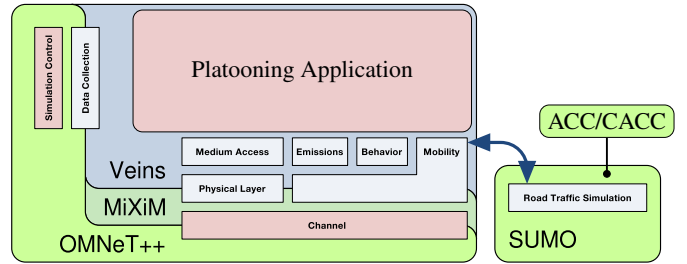 Simulation Control
Data Collection
Platooning Application
ACC/CACC
Medium Access
Emissions
Behavior
Mobility
Veins
Physical Layer
Road Traffic Simulation
MiXiM
Channel
OMNeT++
SUMO